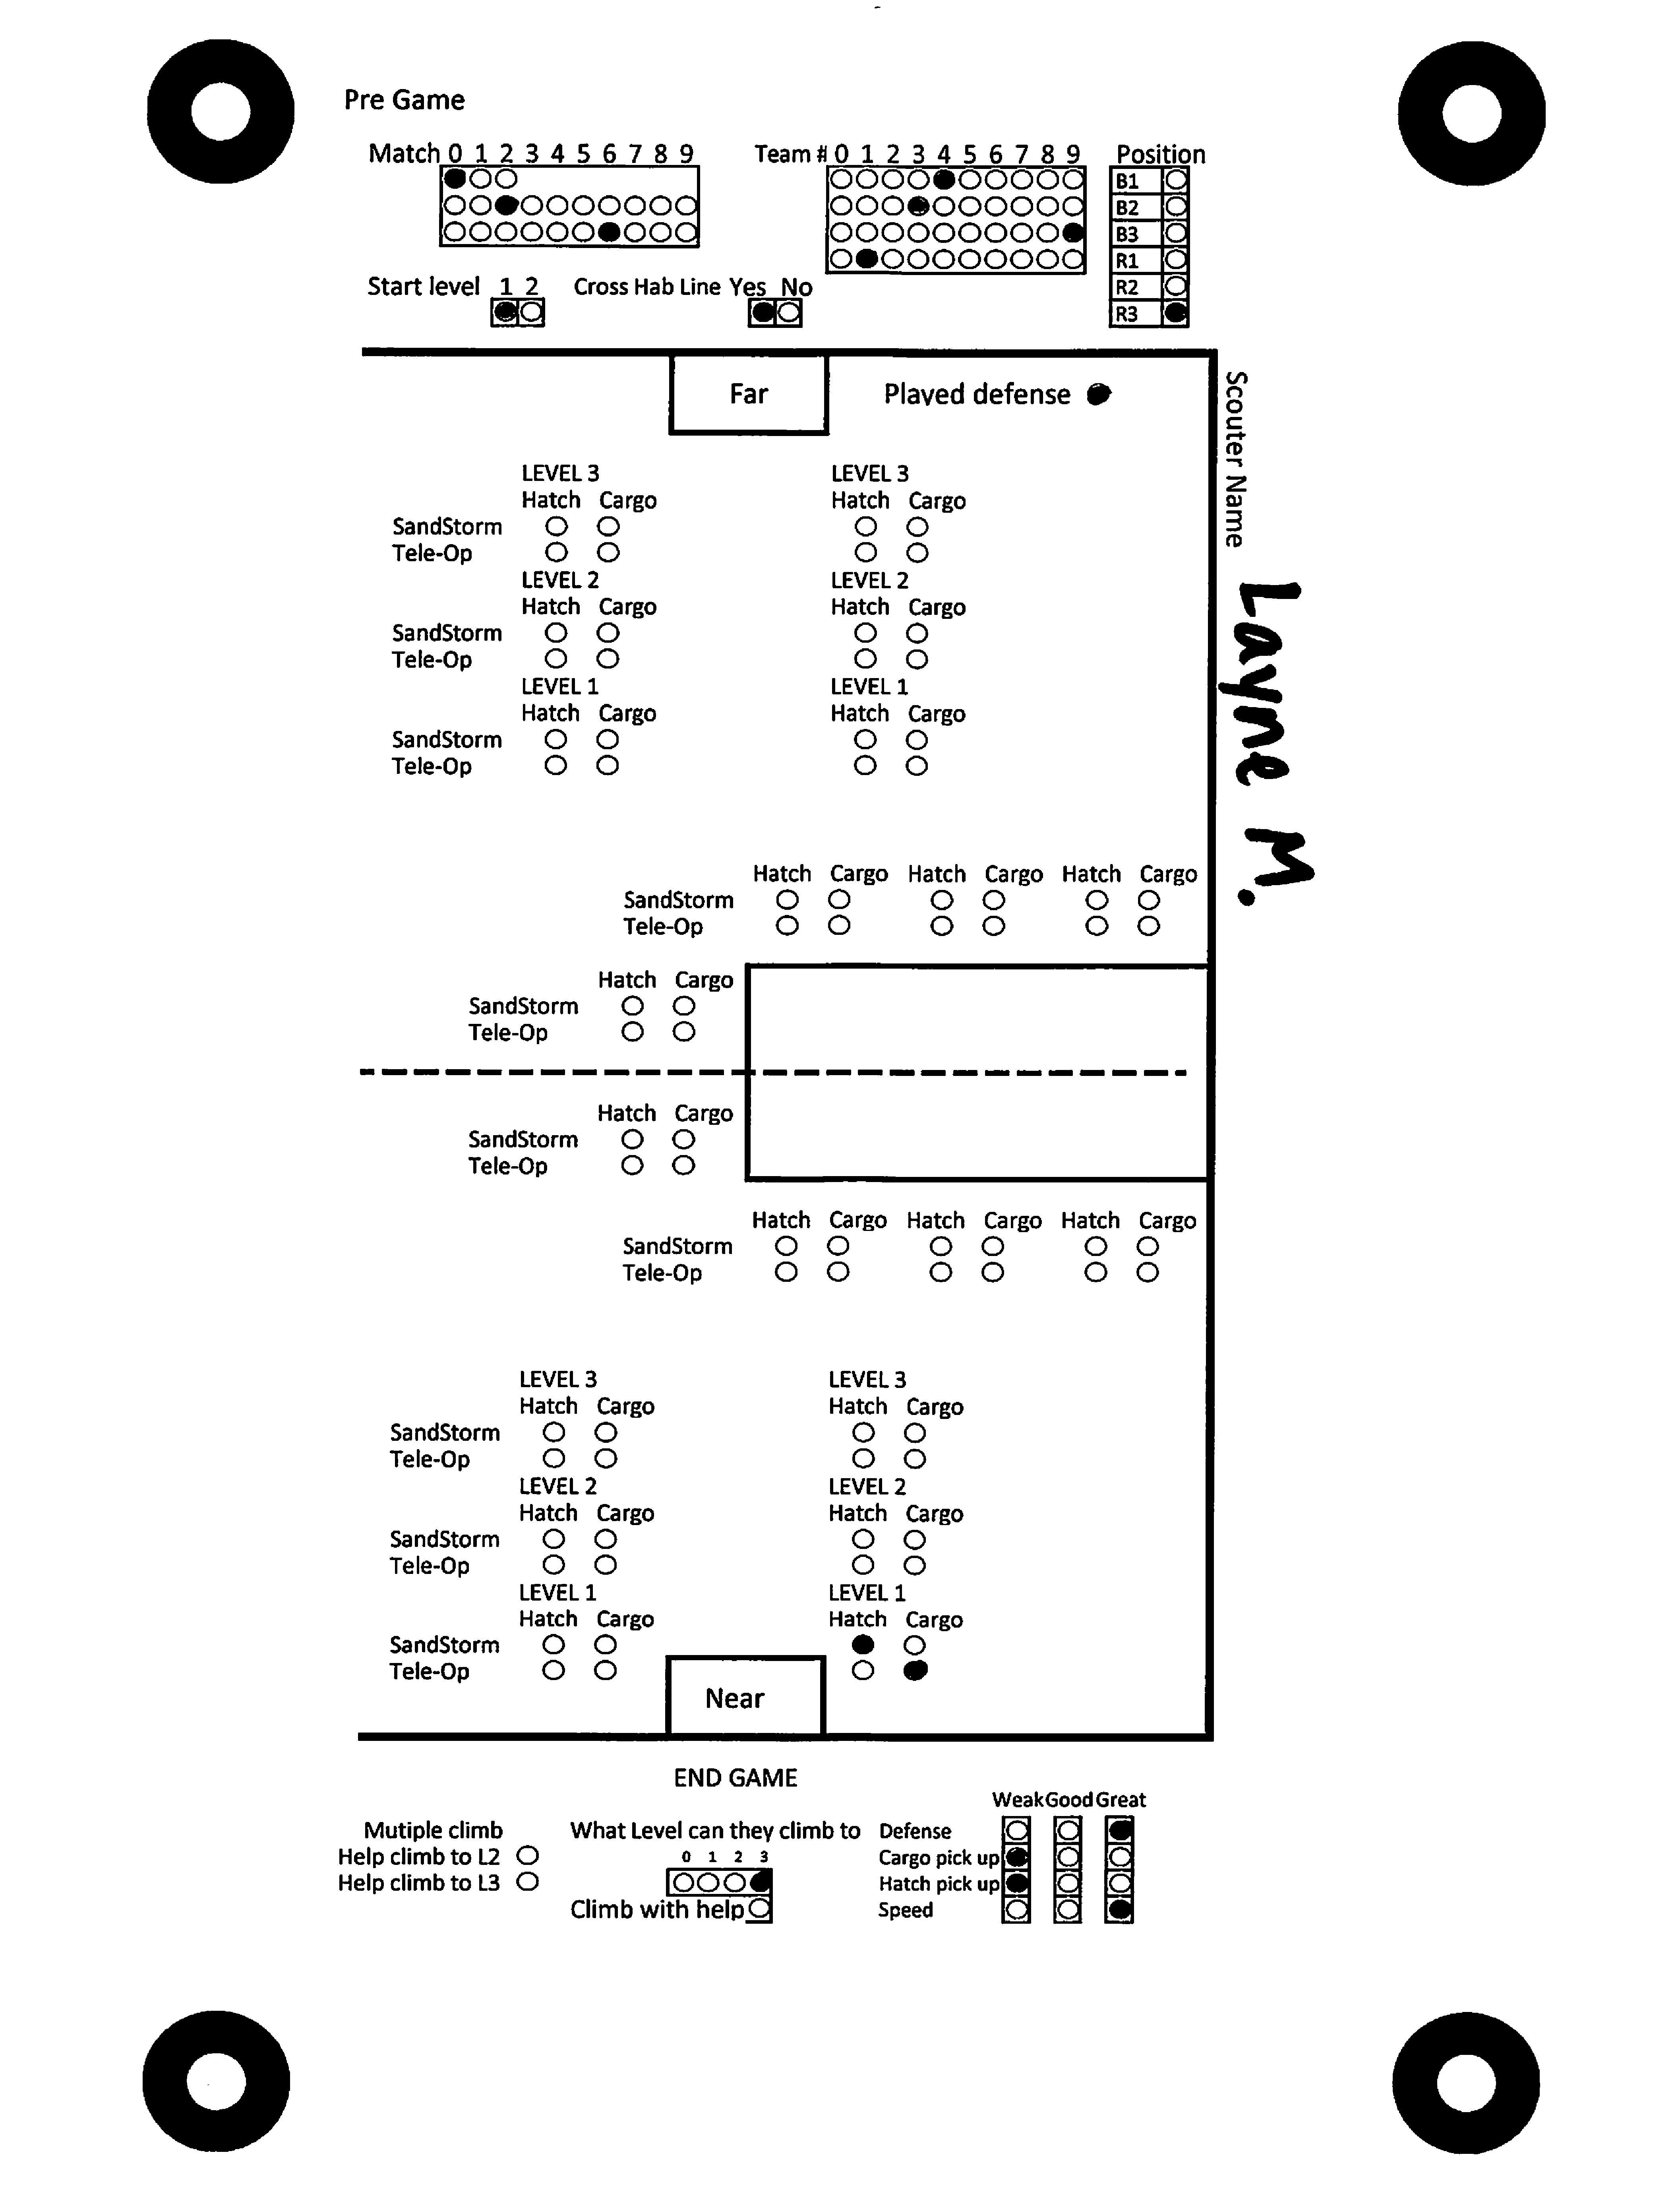 Pre Game
Match 0 1 2 3 4 5 6 7 8 9
Team # 0 1 2 3 4 5 6 7 8 9
Position
B1
B2
B3
R1
R2
R3
Start level 1 2
Cross Hab Line Yes No
Far
Played defense
Scouter Name
Layne M.
LEVEL 3 LEVEL 3
Hatch Cargo Hatch Cargo
SandStorm
Tele-Op
LEVEL 2 LEVEL 2
Hatch Cargo Hatch Cargo
SandStorm
Tele-Op
LEVEL 1 LEVEL 1
Hatch Cargo Hatch Cargo
SandStorm
Tele-Op
Hatch Cargo Hatch Cargo Hatch Cargo
SandStorm
Tele-Op
Hatch Cargo
SandStorm
Tele-Op
Hatch Cargo
SandStorm
Tele-Op
Hatch Cargo Hatch Cargo Hatch Cargo
SandStorm
Tele-Op
LEVEL 3 LEVEL 3
Hatch Cargo Hatch Cargo
SandStorm
Tele-Op
LEVEL 2 LEVEL 2
Hatch Cargo Hatch Cargo
SandStorm
Tele-Op
LEVEL 1 LEVEL 1
Hatch Cargo Hatch Cargo
SandStorm
Tele-Op
Near
END GAME
Mutiple climb
Help climb to L2
Help climb to L3
What Level can they climb to
0 1 2 3
Climb with help
Weak Good Great
Defense
Cargo pick up
Hatch pick up
Speed